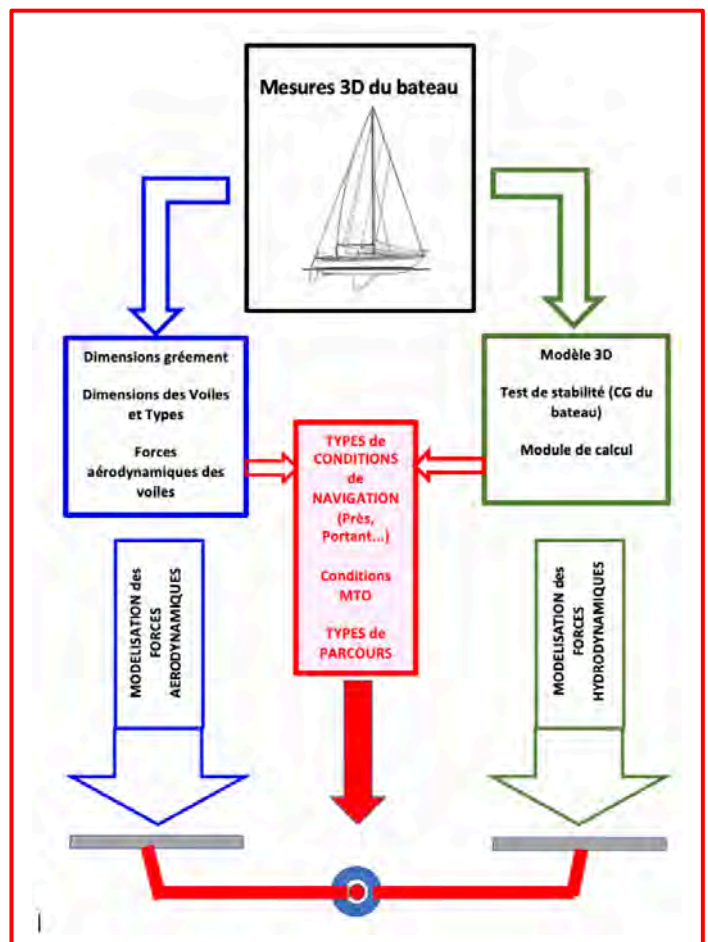 Mesures 3D du bateau
Dimensions gréement
Dimensions des Voiles
et Types
Forces
aérodynamiques des
voiles
TYPES de
CONDITIONS
de
NAVIGATION
(Près,
Portant...)
Conditions
MTO
TYPES de
PARCOURS
Modèle 3D
Test de stabilité (CG du
bateau)
Module de calcul
MODELISATION des
FORCES
AERODYNAMIQUES
MODELISATION des
FORCES
HYDRODYNAMIQUES